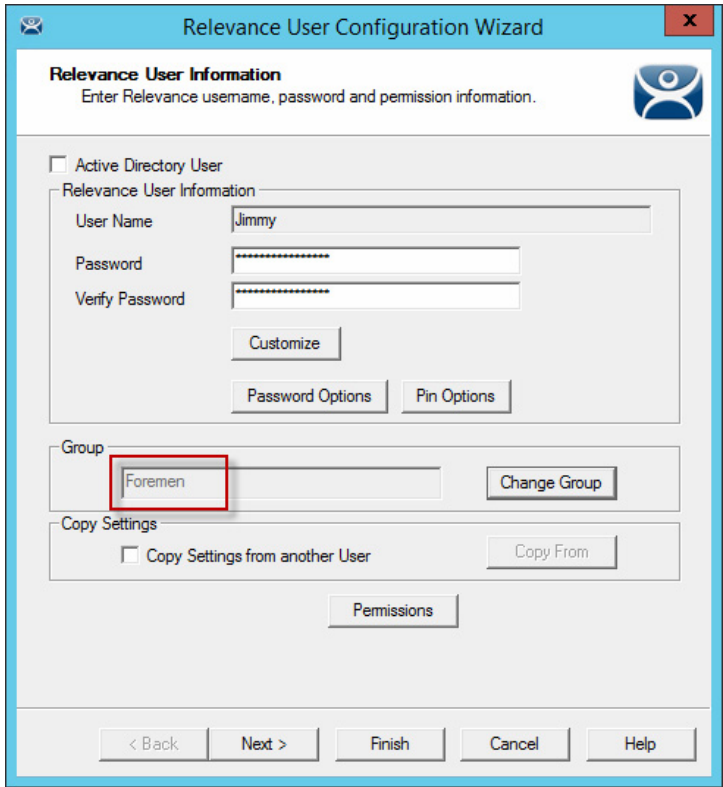 Relevance User Configuration Wizard
x
Relevance User Information
Enter Relevance username, password and permission information.
Active Directory User
Relevance User Information
User Name
Jimmy
Password
****************
Verify Password
****************
Customize
Password Options
Pin Options
Group
Foremen
Change Group
Copy Settings
Copy Settings from another User
Copy From
Permissions
< Back
Next >
Finish
Cancel
Help